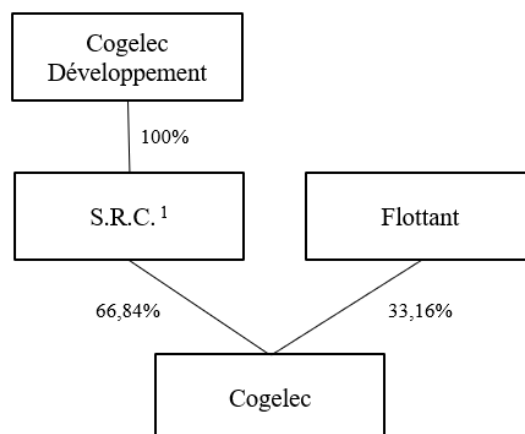 Cogelec
Développement
100%
S.R.C. ¹
Flottant
66,84%
33,16%
Cogelec